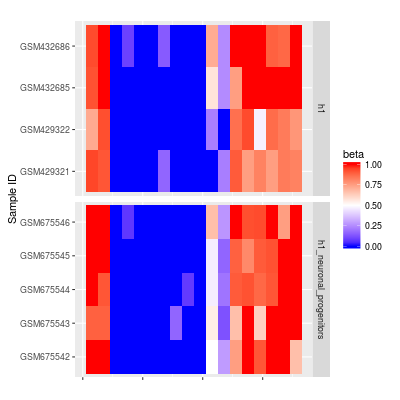 Sample ID
GSM432686
GSM432685
GSM429322
GSM429321
h1
GSM675546
GSM675545
GSM675544
GSM675543
GSM675542
h1_neuronal_progenitors
beta
1.00
0.75
0.50
0.25
0.00